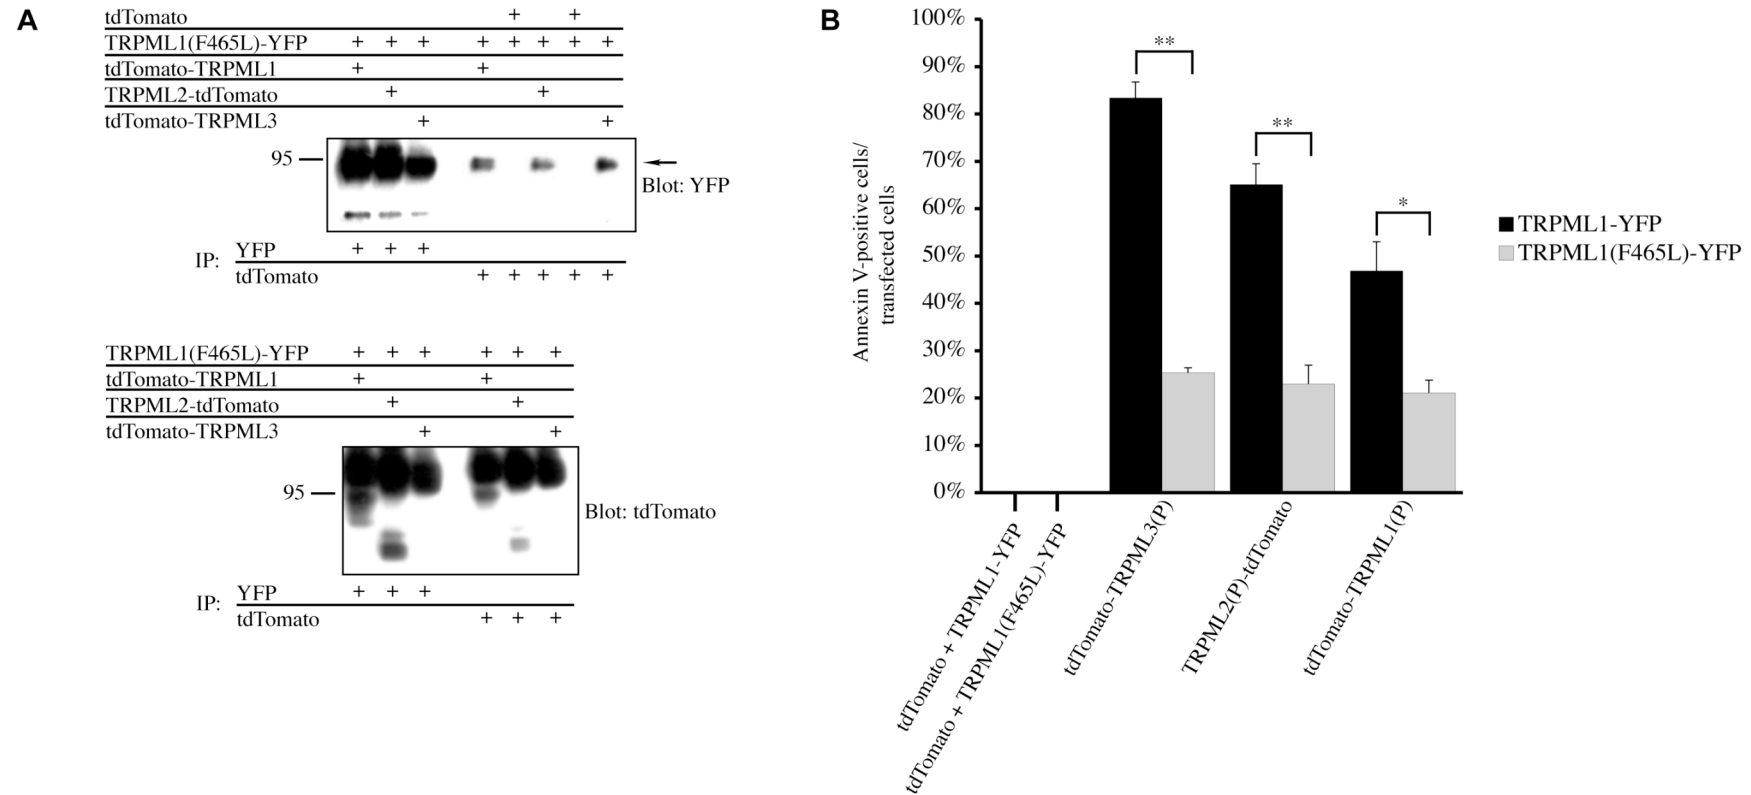 A
tdTomato + +
TRPML1(F465L)-YFP + + + + + + + +
tdTomato-TRPML1 + +
TRPML2-tdTomato + +
tdTomato-TRPML3 + +
95
Blot: YFP
IP:
YFP + + +
tdTomato + + + + +
TRPML1(F465L)-YFP + + + + + +
tdTomato-TRPML1 + +
TRPML2-tdTomato + +
tdTomato-TRPML3 + +
95
Blot: tdTomato
IP:
YFP + + +
tdTomato + + +
B
Annexin V-positive cells/
transfected cells
100%
90%
80%
70%
60%
50%
40%
30%
20%
10%
0%
**
**
*
TRPML1-YFP
TRPML1(F465L)-YFP
tdTomato + TRPML1-YFP
tdTomato + TRPML1(F465L)-YFP
tdTomato-TRPML3(P)
TRPML2(P)-tdTomato
tdTomato-TRPML1(P)